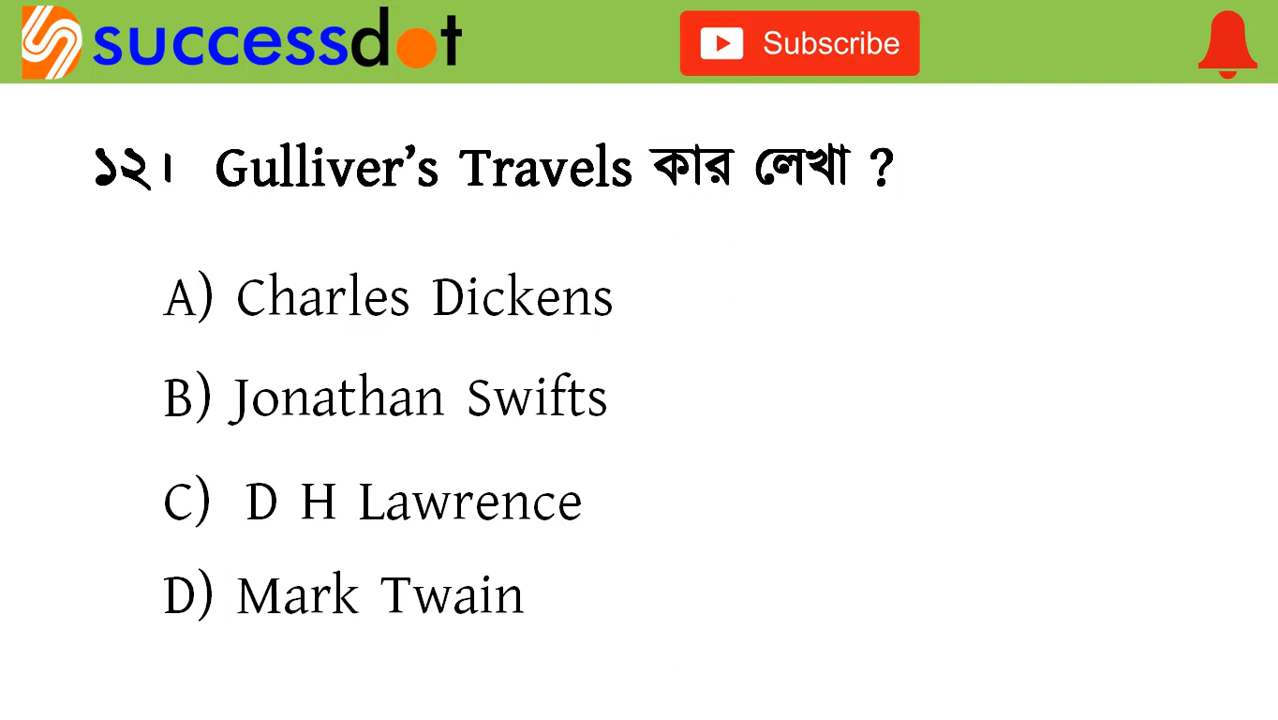 successdot
Subscribe
১২। Gulliver’s Travels কার লেখা ?
A) Charles Dickens
B) Jonathan Swifts
C) D H Lawrence
D) Mark Twain